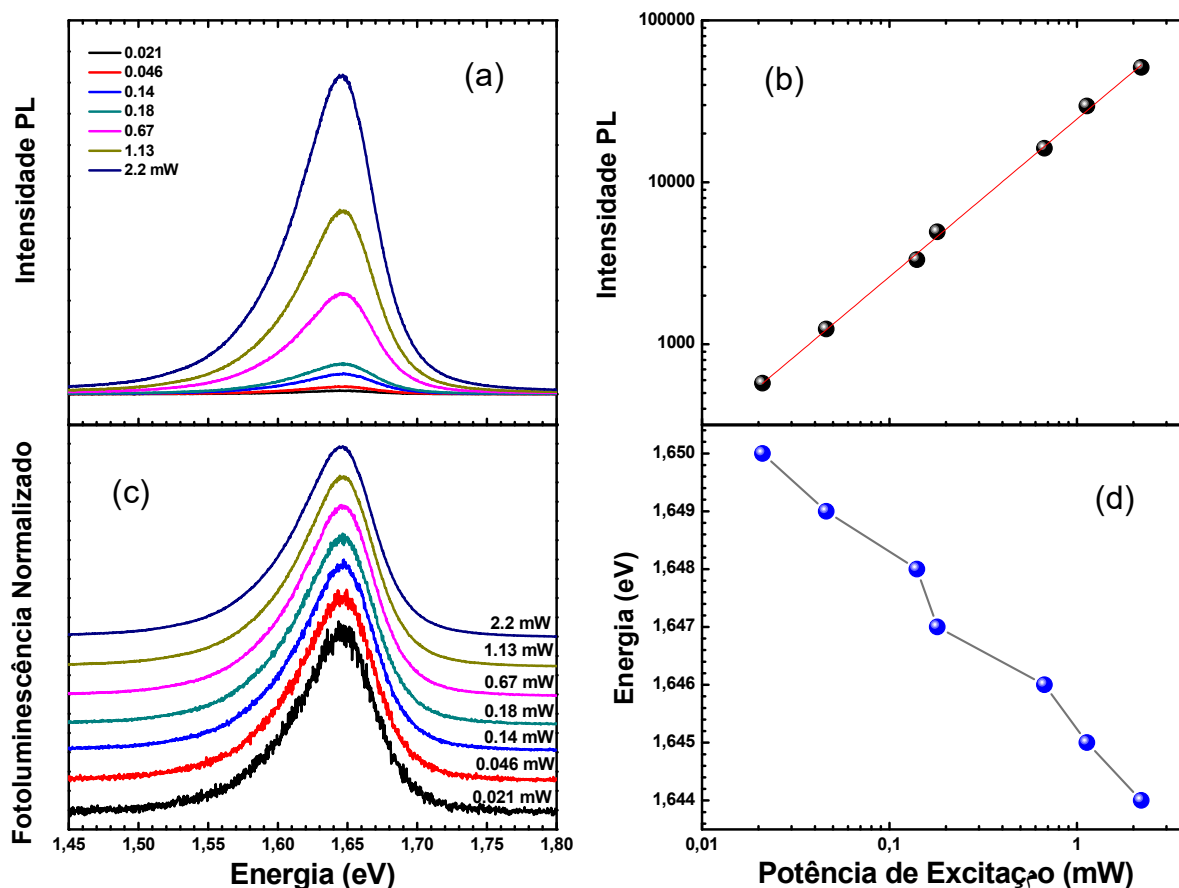 (a)
0.021
0.046
0.14
0.18
0.67
1.13
2.2 mW
Intensidade PL
(b)
100000
10000
1000
Intensidade PL
(c)
2.2 mW
1.13 mW
0.67 mW
0.18 mW
0.14 mW
0.046 mW
0.021 mW
Fotoluminescência Normalizado
1,45 1,50 1,55 1,60 1,65 1,70 1,75 1,80
Energia (eV)
(d)
1,650
1,649
1,648
1,647
1,646
1,645
1,644
Energia (eV)
0,01 0,1 1
Potência de Excitaçمo (mW)